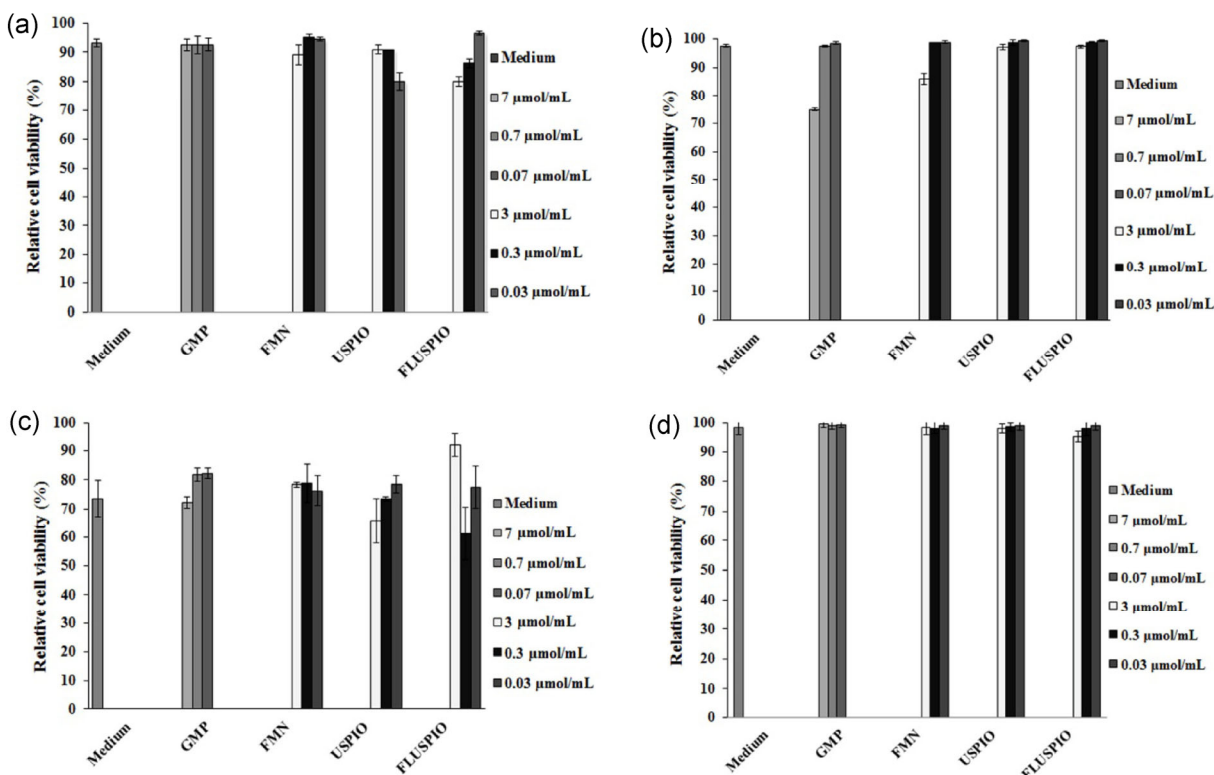 (a)
Relative cell viability (%)
100
90
80
70
60
50
40
30
20
10
0
Medium
GMP
FMN
USPIO
FLUSPIO
Medium
7 µmol/mL
0.7 µmol/mL
0.07 µmol/mL
3 µmol/mL
0.3 µmol/mL
0.03 µmol/mL
(b)
Relative cell viability (%)
100
90
80
70
60
50
40
30
20
10
0
Medium
GMP
FMN
USPIO
FLUSPIO
Medium
7 µmol/mL
0.7 µmol/mL
0.07 µmol/mL
3 µmol/mL
0.3 µmol/mL
0.03 µmol/mL
(c)
Relative cell viability (%)
100
90
80
70
60
50
40
30
20
10
0
Medium
GMP
FMN
USPIO
FLUSPIO
Medium
7 µmol/mL
0.7 µmol/mL
0.07 µmol/mL
3 µmol/mL
0.3 µmol/mL
0.03 µmol/mL
(d)
Relative cell viability (%)
100
90
80
70
60
50
40
30
20
10
0
Medium
GMP
FMN
USPIO
FLUSPIO
Medium
7 µmol/mL
0.7 µmol/mL
0.07 µmol/mL
3 µmol/mL
0.3 µmol/mL
0.03 µmol/mL